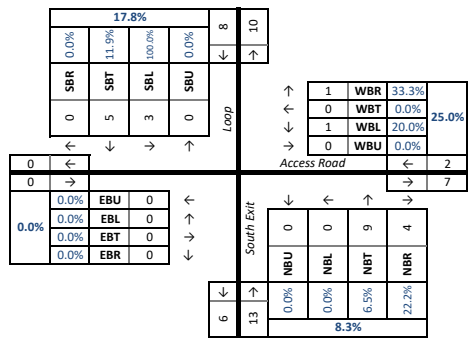 17.8%
8 10
0.0% 11.9% 100.0% 0.0%
↓ ↑
SBR SBT SBL SBU
0 5 3 0
Loop
← ↓ → ↑
↑ 1 WBR 33.3%
← 0 WBT 0.0%
↓ 1 WBL 20.0%
→ 0 WBU 0.0%
25.0%
Access Road
0 ←
← 2
0 →
→ 7
0.0%
0.0% EBU 0 ←
0.0% EBL 0 ↑
0.0% EBT 0 →
0.0% EBR 0 ↓
South Exit
↓ ← ↑ →
0 0 9 4
NBU NBL NBT NBR
0.0% 0.0% 6.5% 22.2%
↓ ↑
6 13
8.3%